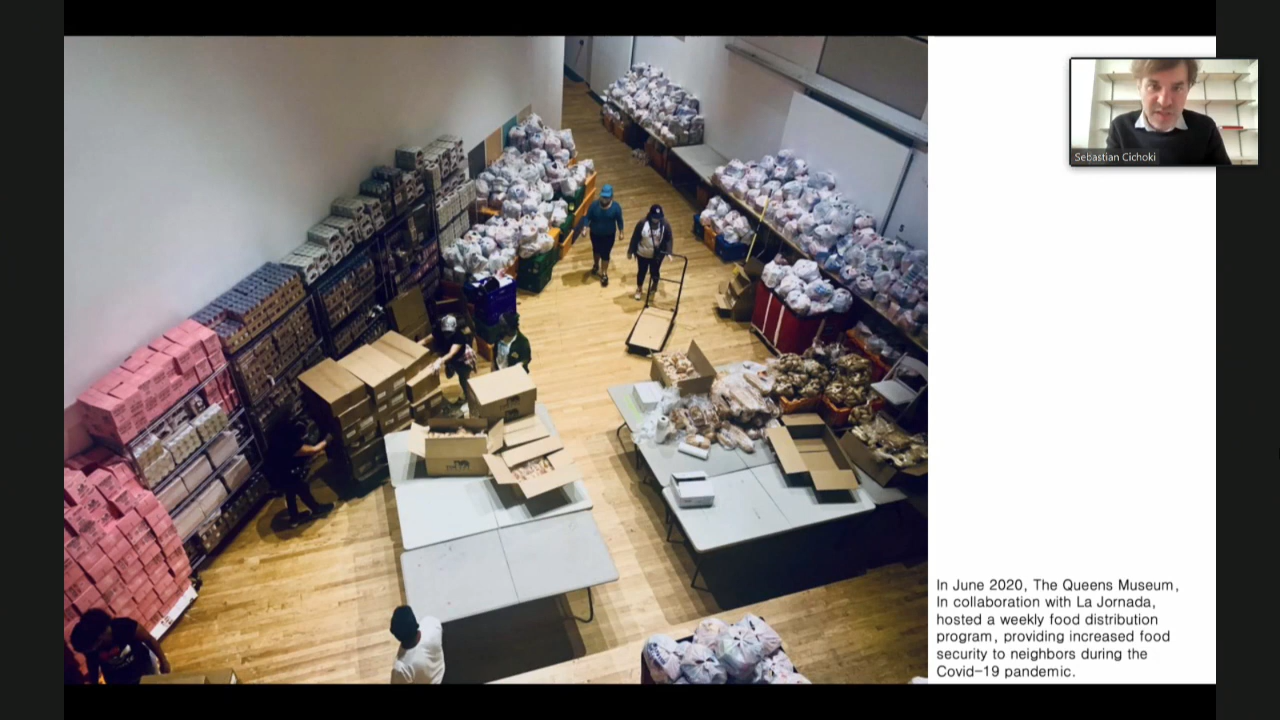 Sebastian Cichoki
In June 2020, The Queens Museum,
In collaboration with La Jornada,
hosted a weekly food distribution
program, providing increased food
security to neighbors during the
Covid-19 pandemic.